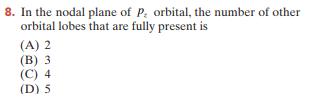 8. In the nodal plane of Pz orbital, the number of other
orbital lobes that are fully present is
(A) 2
(B) 3
(C) 4
(D) 5